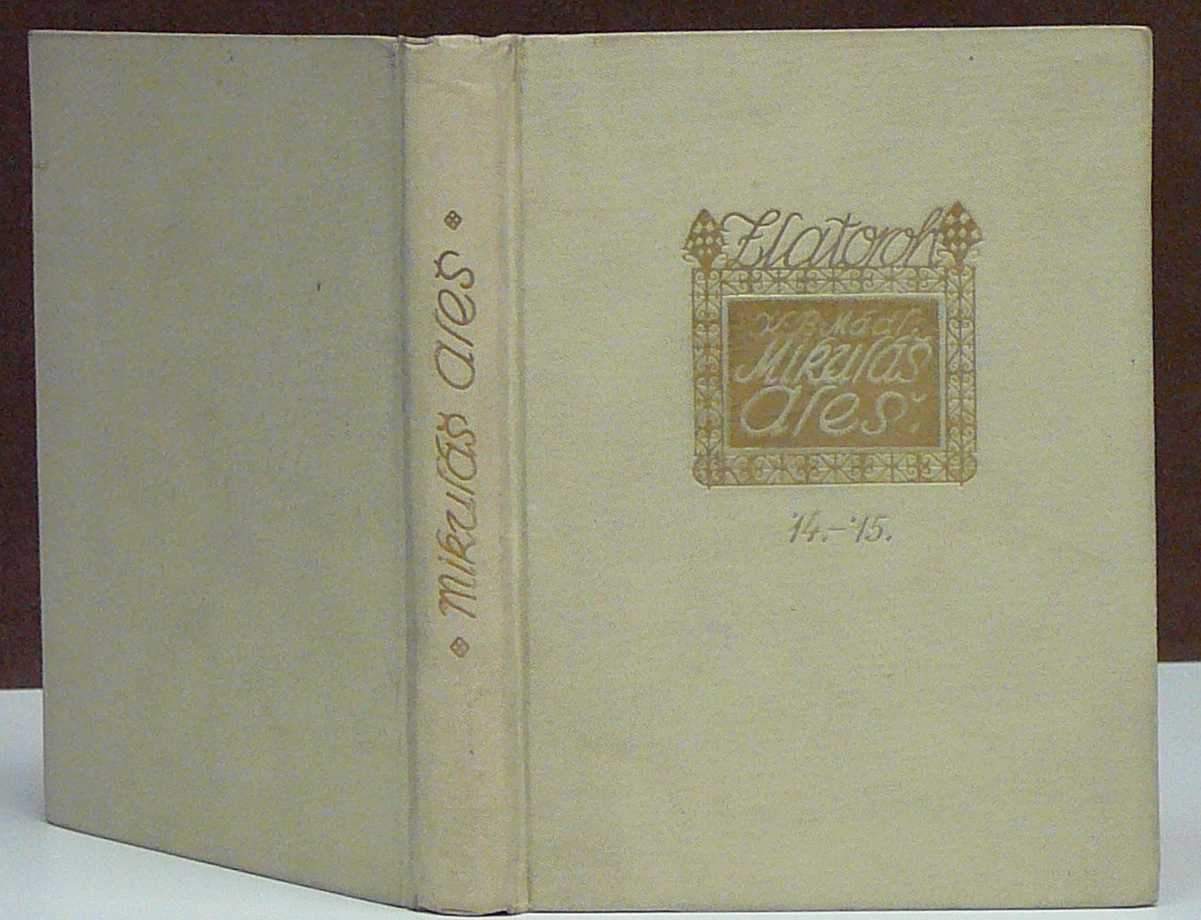 Mikuláš Aleš
Zlatoroh
K. B. Mádl.
Mikuláš
Aleš.
14.–15.